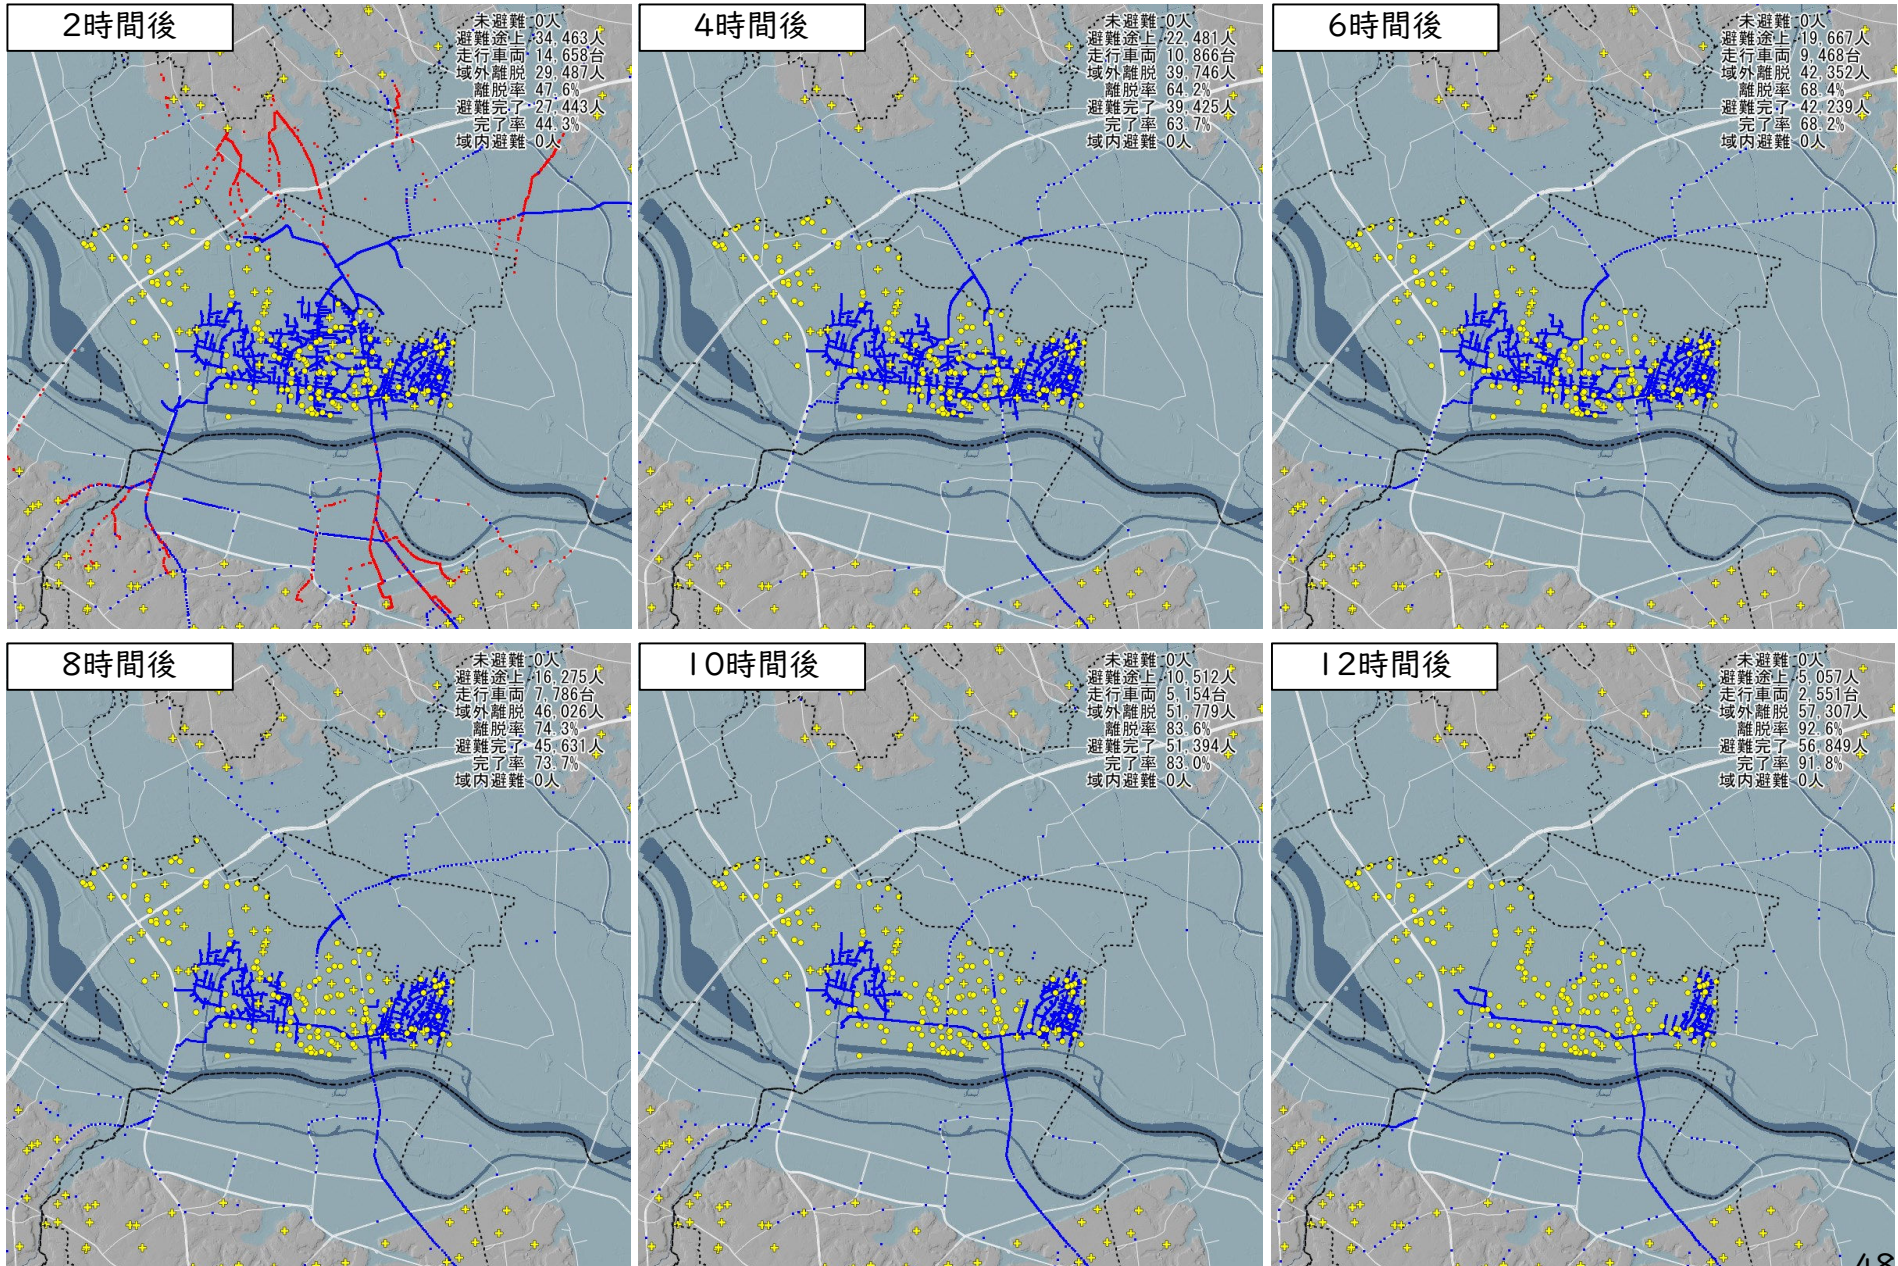 2時間後
未避難 0人
避難途上 34,463人
走行車両 14,658台
域外離脱 29,487人
離脱率 47.6%
避難完了 27,443人
完了率 44.3%
域内避難 0人
4時間後
未避難 0人
避難途上 22,481人
走行車両 10,866台
域外離脱 39,746人
離脱率 64.2%
避難完了 39,425人
完了率 63.7%
域内避難 0人
6時間後
未避難 0人
避難途上 19,667人
走行車両 9,468台
域外離脱 42,352人
離脱率 68.4%
避難完了 42,239人
完了率 68.2%
域内避難 0人
8時間後
未避難 0人
避難途上 16,275人
走行車両 7,786台
域外離脱 46,026人
離脱率 74.3%
避難完了 45,631人
完了率 73.7%
域内避難 0人
10時間後
未避難 0人
避難途上 10,512人
走行車両 5,154台
域外離脱 51,779人
離脱率 83.6%
避難完了 51,394人
完了率 83.0%
域内避難 0人
12時間後
未避難 0人
避難途上 5,057人
走行車両 2,551台
域外離脱 57,307人
離脱率 92.6%
避難完了 56,849人
完了率 91.8%
域内避難 0人
48